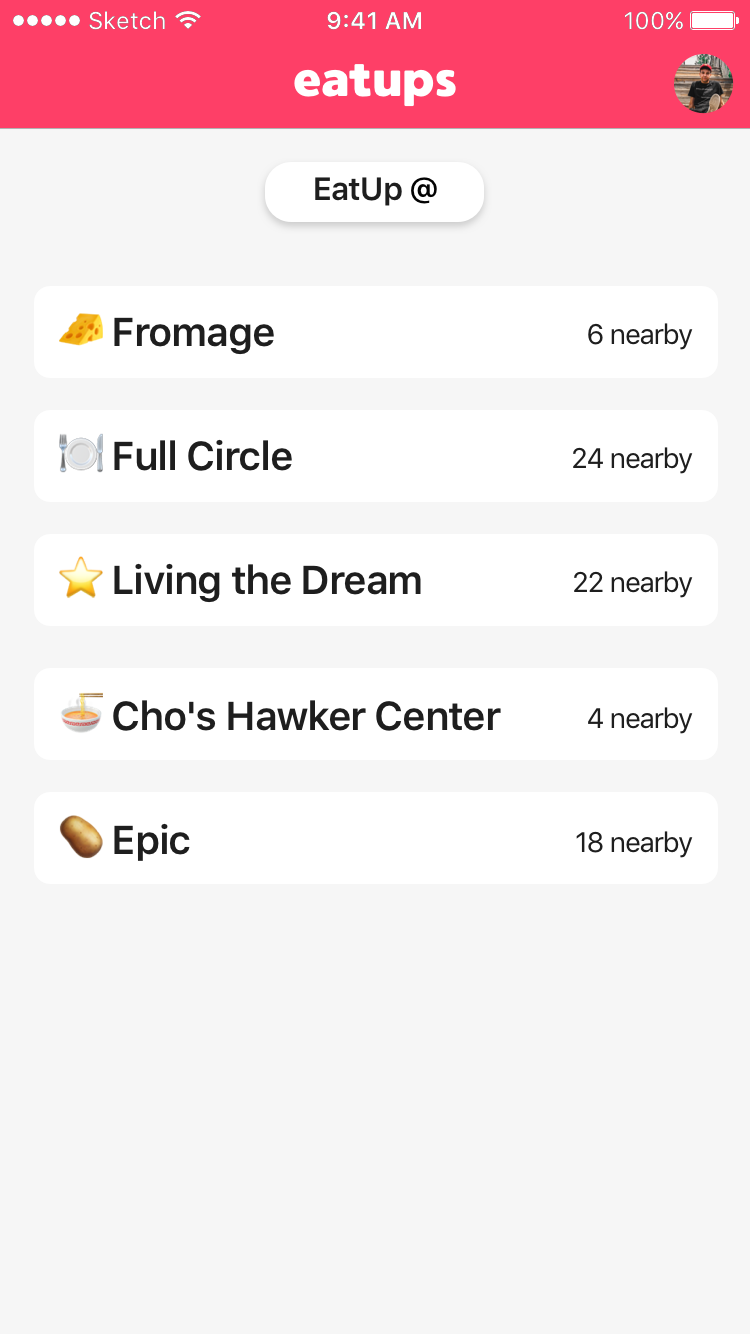 Sketch 9:41 AM 100%
eatups
EatUp @
Fromage 6 nearby
Full Circle 24 nearby
Living the Dream 22 nearby
Cho's Hawker Center 4 nearby
Epic 18 nearby